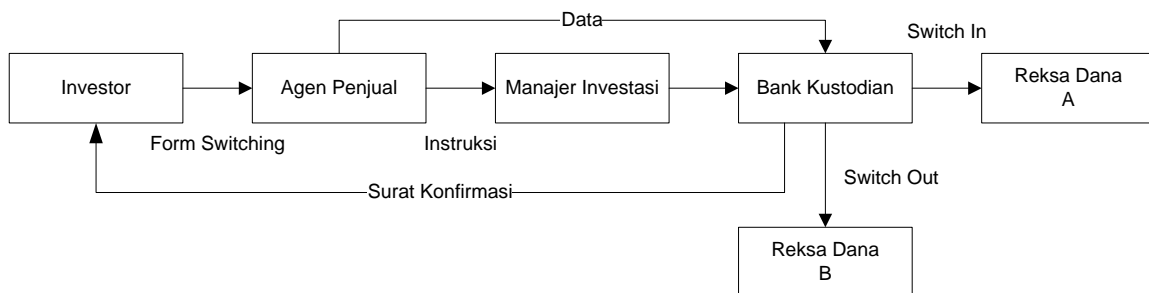 Data
Switch In
Investor
Agen Penjual
Manajer Investasi
Bank Kustodian
Reksa Dana
A
Form Switching
Instruksi
Switch Out
Surat Konfirmasi
Reksa Dana
B